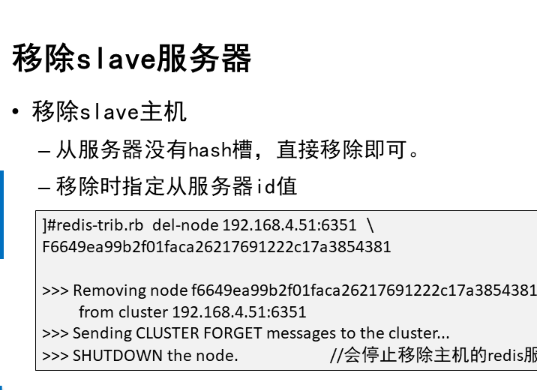 移除slave服务器
• 移除slave主机
– 从服务器没有hash槽，直接移除即可。
– 移除时指定从服务器id值
]#redis-trib.rb del-node 192.168.4.51:6351 \
F6649ea99b2f01faca26217691222c17a3854381
>>> Removing node f6649ea99b2f01faca26217691222c17a3854381
from cluster 192.168.4.51:6351
>>> Sending CLUSTER FORGET messages to the cluster...
>>> SHUTDOWN the node. //会停止移除主机的redis服